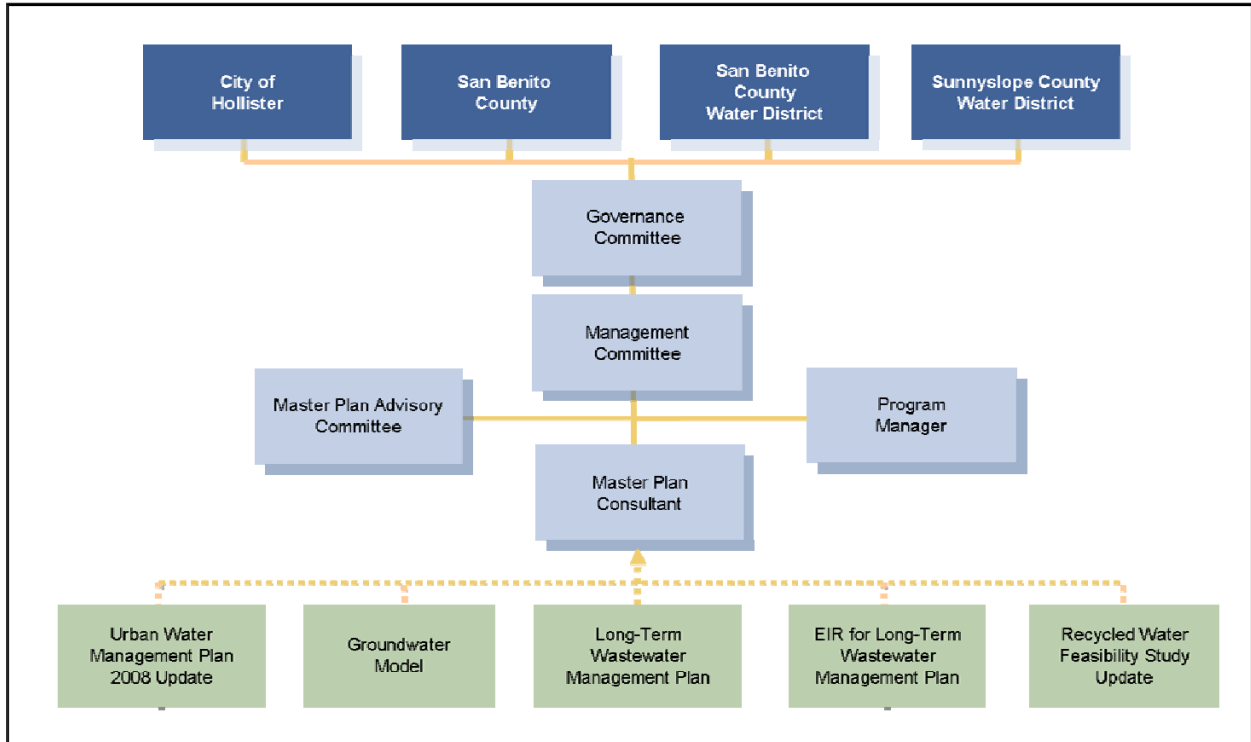 City of
Hollister
San Benito
County
San Benito
County
Water District
Sunnyslope County
Water District
Governance
Committee
Management
Committee
Master Plan Advisory
Committee
Program
Manager
Master Plan
Consultant
Urban Water
Management Plan
2008 Update
Groundwater
Model
Long-Term
Wastewater
Management Plan
EIR for Long-Term
Wastewater
Management Plan
Recycled Water
Feasibility Study
Update